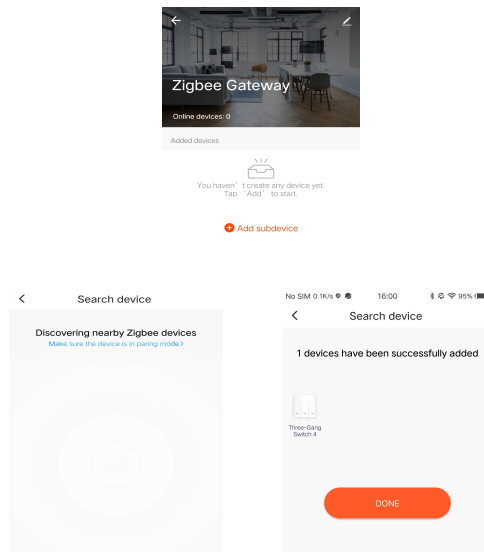 Zigbee Gateway
Online devices: 0
Added devices
You haven't create any device yet.
Tap 'Add' to start.
Add subdevice
Search device
Discovering nearby Zigbee devices
Make sure the device is in paring mode>
No SIM 0.1K/s 16:00 95%
Search device
1 devices have been successfully added
Three-Gang
Switch 4
DONE